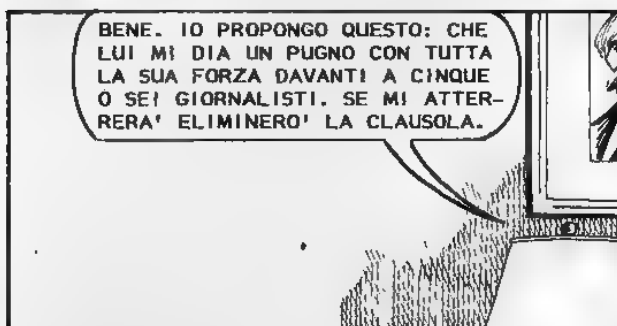 BENE. IO PROPONGO QUESTO: CHE
LUI MI DIA UN PUGNO CON TUTTA
LA SUA FORZA DAVANTI A CINQUE
O SEI GIORNALISTI. SE MI ATTER-
RERA' ELIMINERO' LA CLAUSOLA.